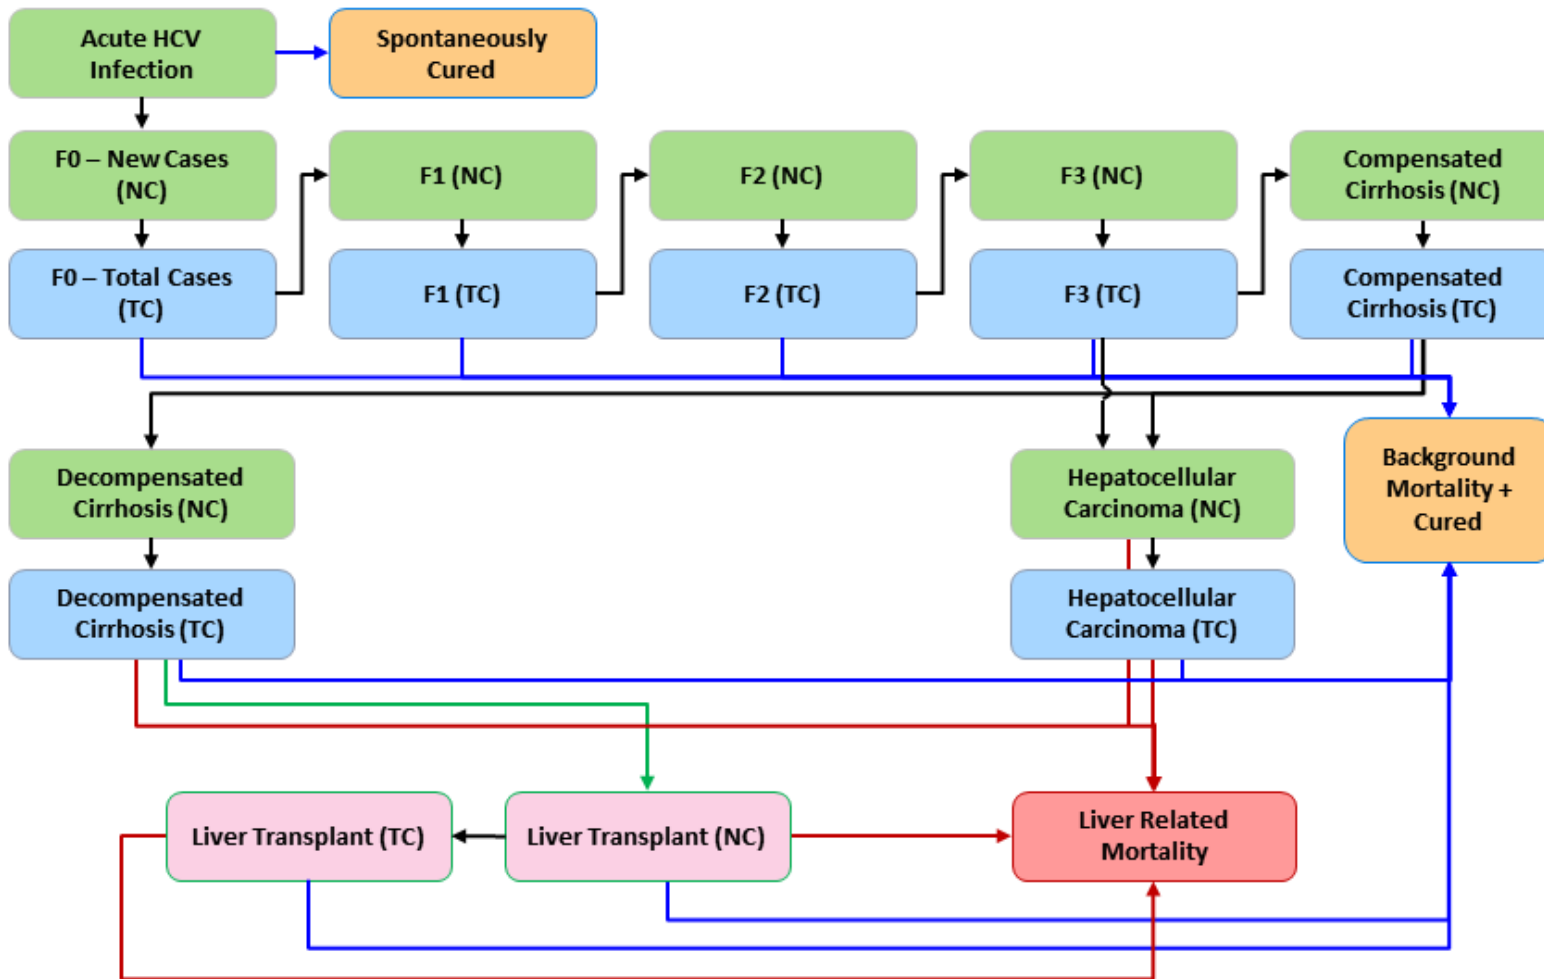 Acute HCV
Infection
Spontaneously
Cured
F0 – New Cases
(NC)
F1 (NC)
F2 (NC)
F3 (NC)
Compensated
Cirrhosis (NC)
F0 – Total Cases
(TC)
F1 (TC)
F2 (TC)
F3 (TC)
Compensated
Cirrhosis (TC)
Decompensated
Cirrhosis (NC)
Hepatocellular
Carcinoma (NC)
Background
Mortality +
Cured
Decompensated
Cirrhosis (TC)
Hepatocellular
Carcinoma (TC)
Liver Transplant (TC)
Liver Transplant (NC)
Liver Related
Mortality